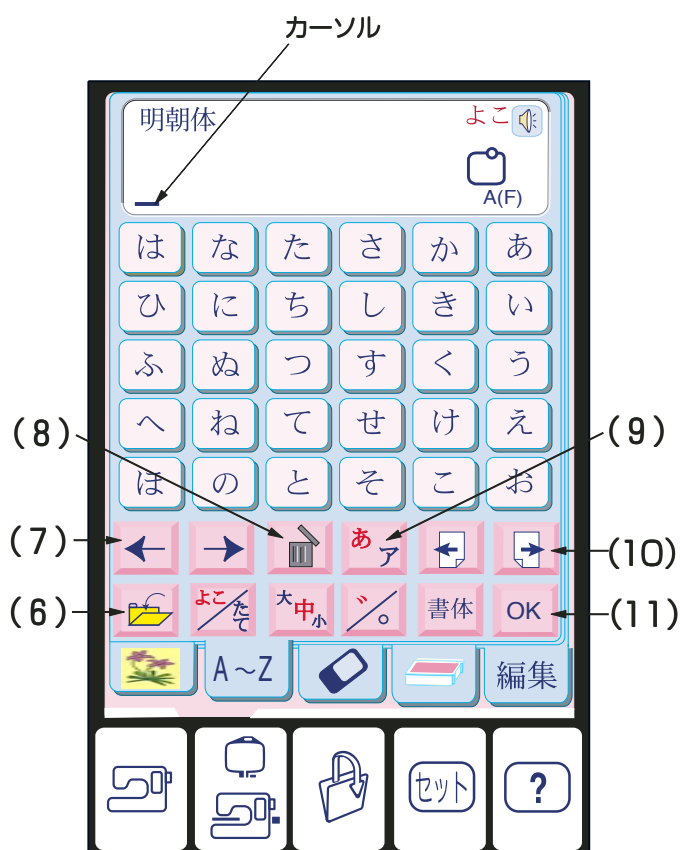 カーソル
明朝体 よこ
A(F)
は な た さ か あ
ひ に ち し き い
ふ ぬ つ す く う
へ ね て せ け え
ほ の と そ こ お
(8)
(9)
(7)
あ ア
(10)
(6)
よこ/たて 大中小 ゛/。 書体 OK
(11)
A～Z 編集
セット ?